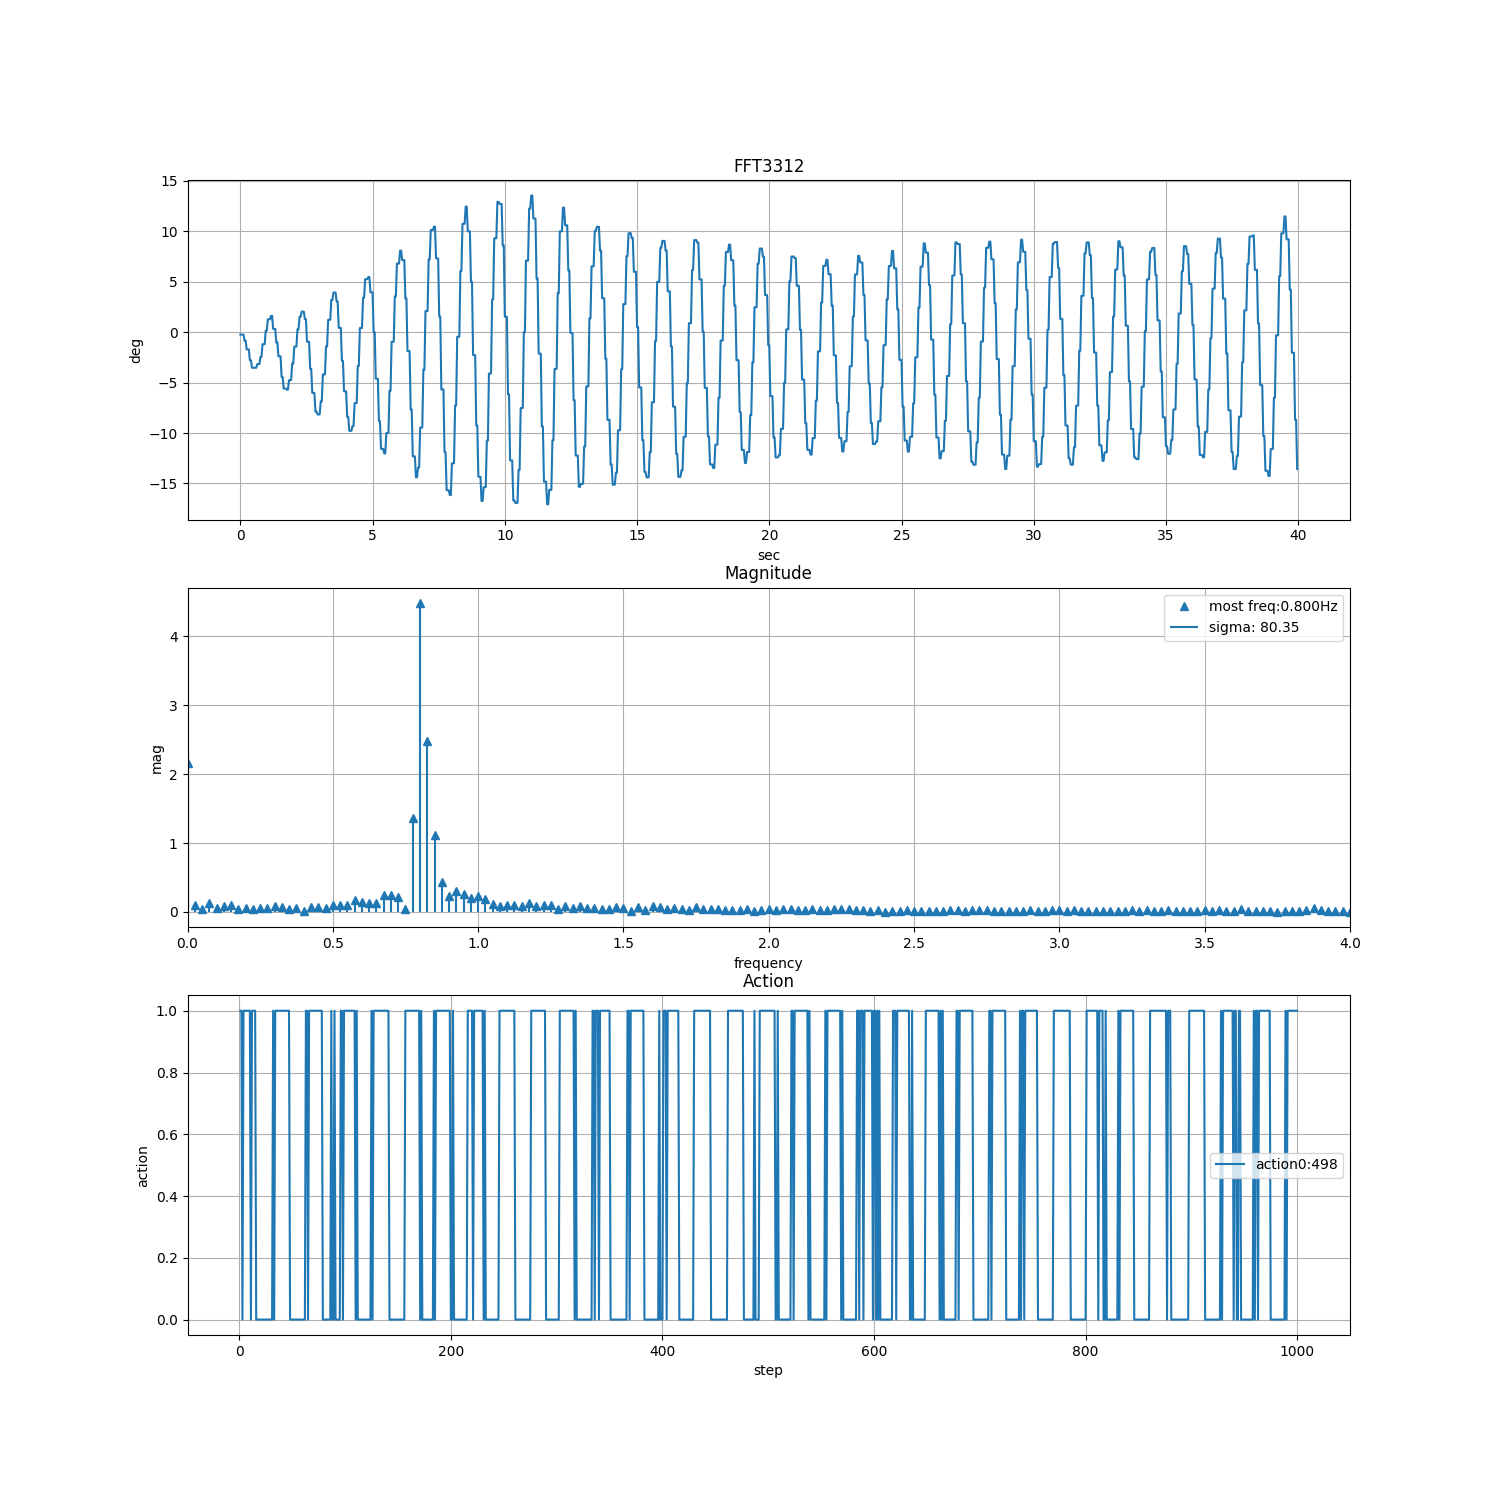 FFT3312
15
10
5
0
−5
−10
−15
deg
0 5 10 15 20 25 30 35 40
sec
Magnitude
most freq:0.800Hz
sigma: 80.35
4
3
2
1
0
mag
0.0 0.5 1.0 1.5 2.0 2.5 3.0 3.5 4.0
frequency
Action
1.0
0.8
0.6
0.4
0.2
0.0
action
action0:498
0 200 400 600 800 1000
step